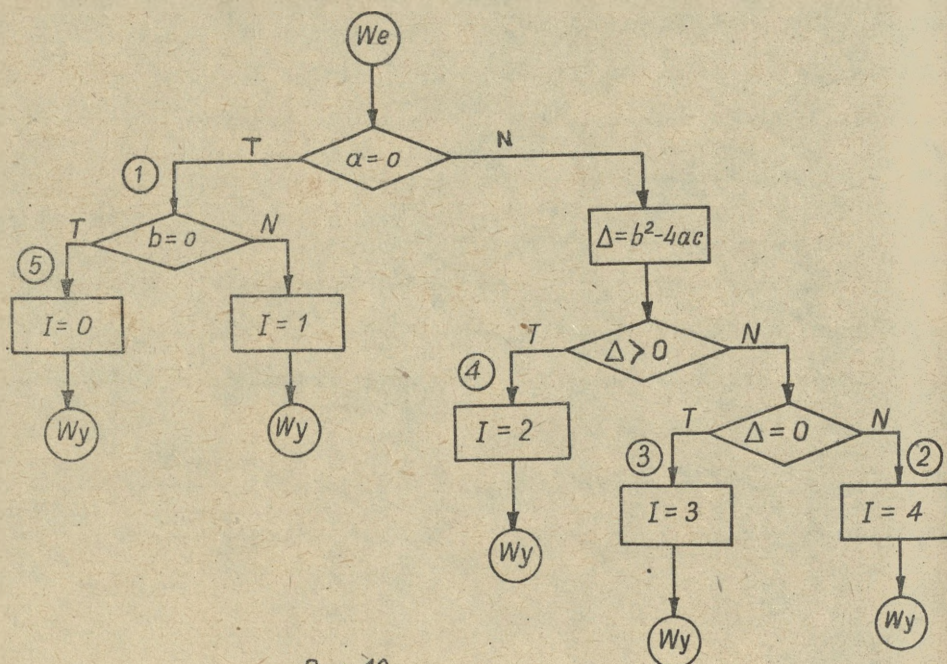 We
T
a = 0
N
1
T
b = 0
N
Δ=b²-4ac
5
I = 0
I = 1
T
Δ > 0
N
4
Wy
Wy
I = 2
T
Δ = 0
N
3
2
I = 3
I = 4
Wy
Wy
Wy